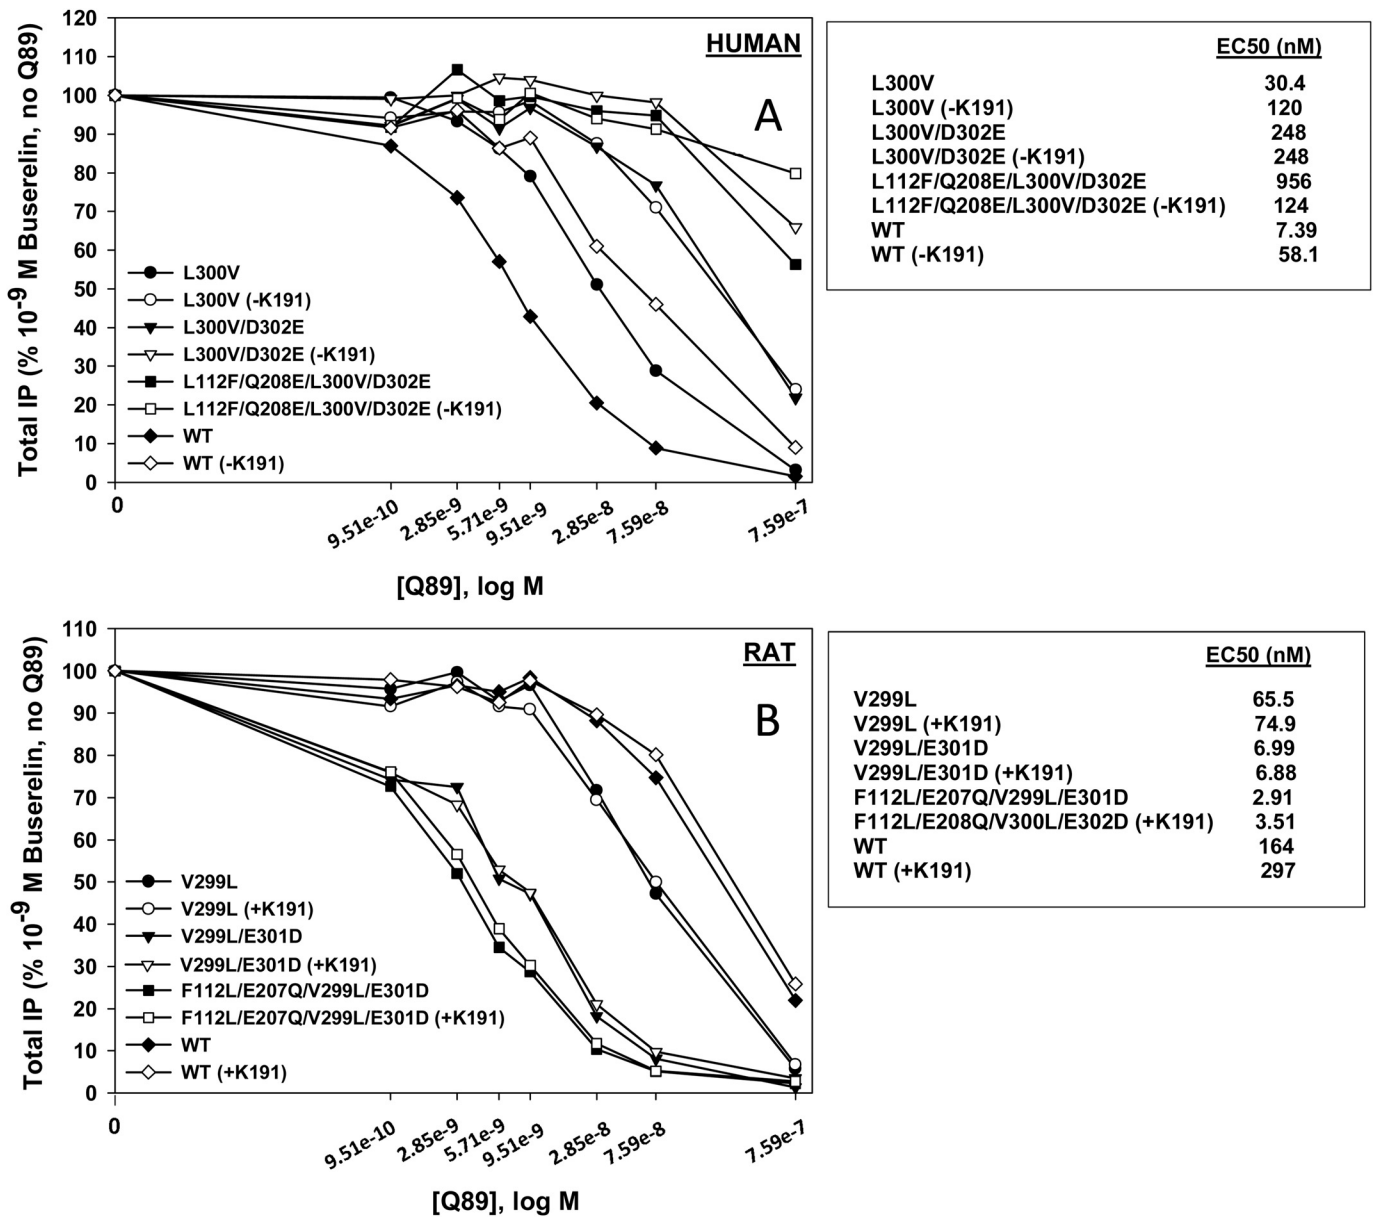 120
110
100
90
80
70
60
50
40
30
20
10
0
Total IP (% 10-9 M Buserelin, no Q89)
HUMAN
A
L300V
L300V (-K191)
L300V/D302E
L300V/D302E (-K191)
L112F/Q208E/L300V/D302E
L112F/Q208E/L300V/D302E (-K191)
WT
WT (-K191)
0
9.51e-10
2.85e-9
5.71e-9
9.51e-9
2.85e-8
7.59e-8
7.59e-7
[Q89], log M
EC50 (nM)
L300V 30.4
L300V (-K191) 120
L300V/D302E 248
L300V/D302E (-K191) 248
L112F/Q208E/L300V/D302E 956
L112F/Q208E/L300V/D302E (-K191) 124
WT 7.39
WT (-K191) 58.1
110
100
90
80
70
60
50
40
30
20
10
0
Total IP (% 10-9 M Buserelin, no Q89)
RAT
B
V299L
V299L (+K191)
V299L/E301D
V299L/E301D (+K191)
F112L/E207Q/V299L/E301D
F112L/E207Q/V299L/E301D (+K191)
WT
WT (+K191)
0
9.51e-10
2.85e-9
5.71e-9
9.51e-9
2.85e-8
7.59e-8
7.59e-7
[Q89], log M
EC50 (nM)
V299L 65.5
V299L (+K191) 74.9
V299L/E301D 6.99
V299L/E301D (+K191) 6.88
F112L/E207Q/V299L/E301D 2.91
F112L/E208Q/V300L/E302D (+K191) 3.51
WT 164
WT (+K191) 297